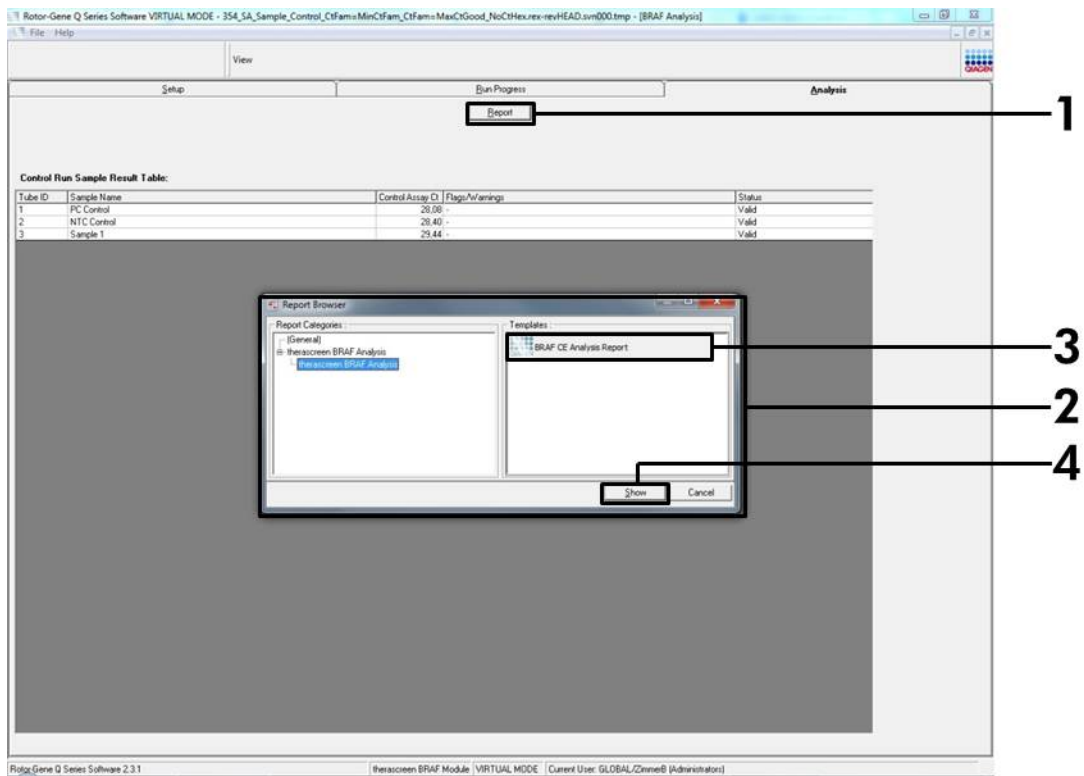 Rotor-Gene Q Series Software VIRTUAL MODE - 354_SA_Sample_Control_CtFam=MinCtFam_CtFam=MaxCtGood_NoCtHex.rex-revHEAD.svn000.tmp - [BRAF Analysis]
File Help
View
QIAGEN
Setup Run Progress Analysis
Report
1
Control Run Sample Result Table:
Tube ID Sample Name Control Assay Ct Flags/Warnings Status
1 PC Control 28,08 - Valid
2 NTC Control 28,40 - Valid
3 Sample 1 29,44 - Valid
Report Browser
Report Categories : Templates :
(General)
BRAF CE Analysis Report
3
therascreen BRAF Analysis
therascreen BRAF Analysis
2
4
Show Cancel
Rotor-Gene Q Series Software 2.3.1 therascreen BRAF Module VIRTUAL MODE Current User: GLOBAL/ZimmerB (Administrators)